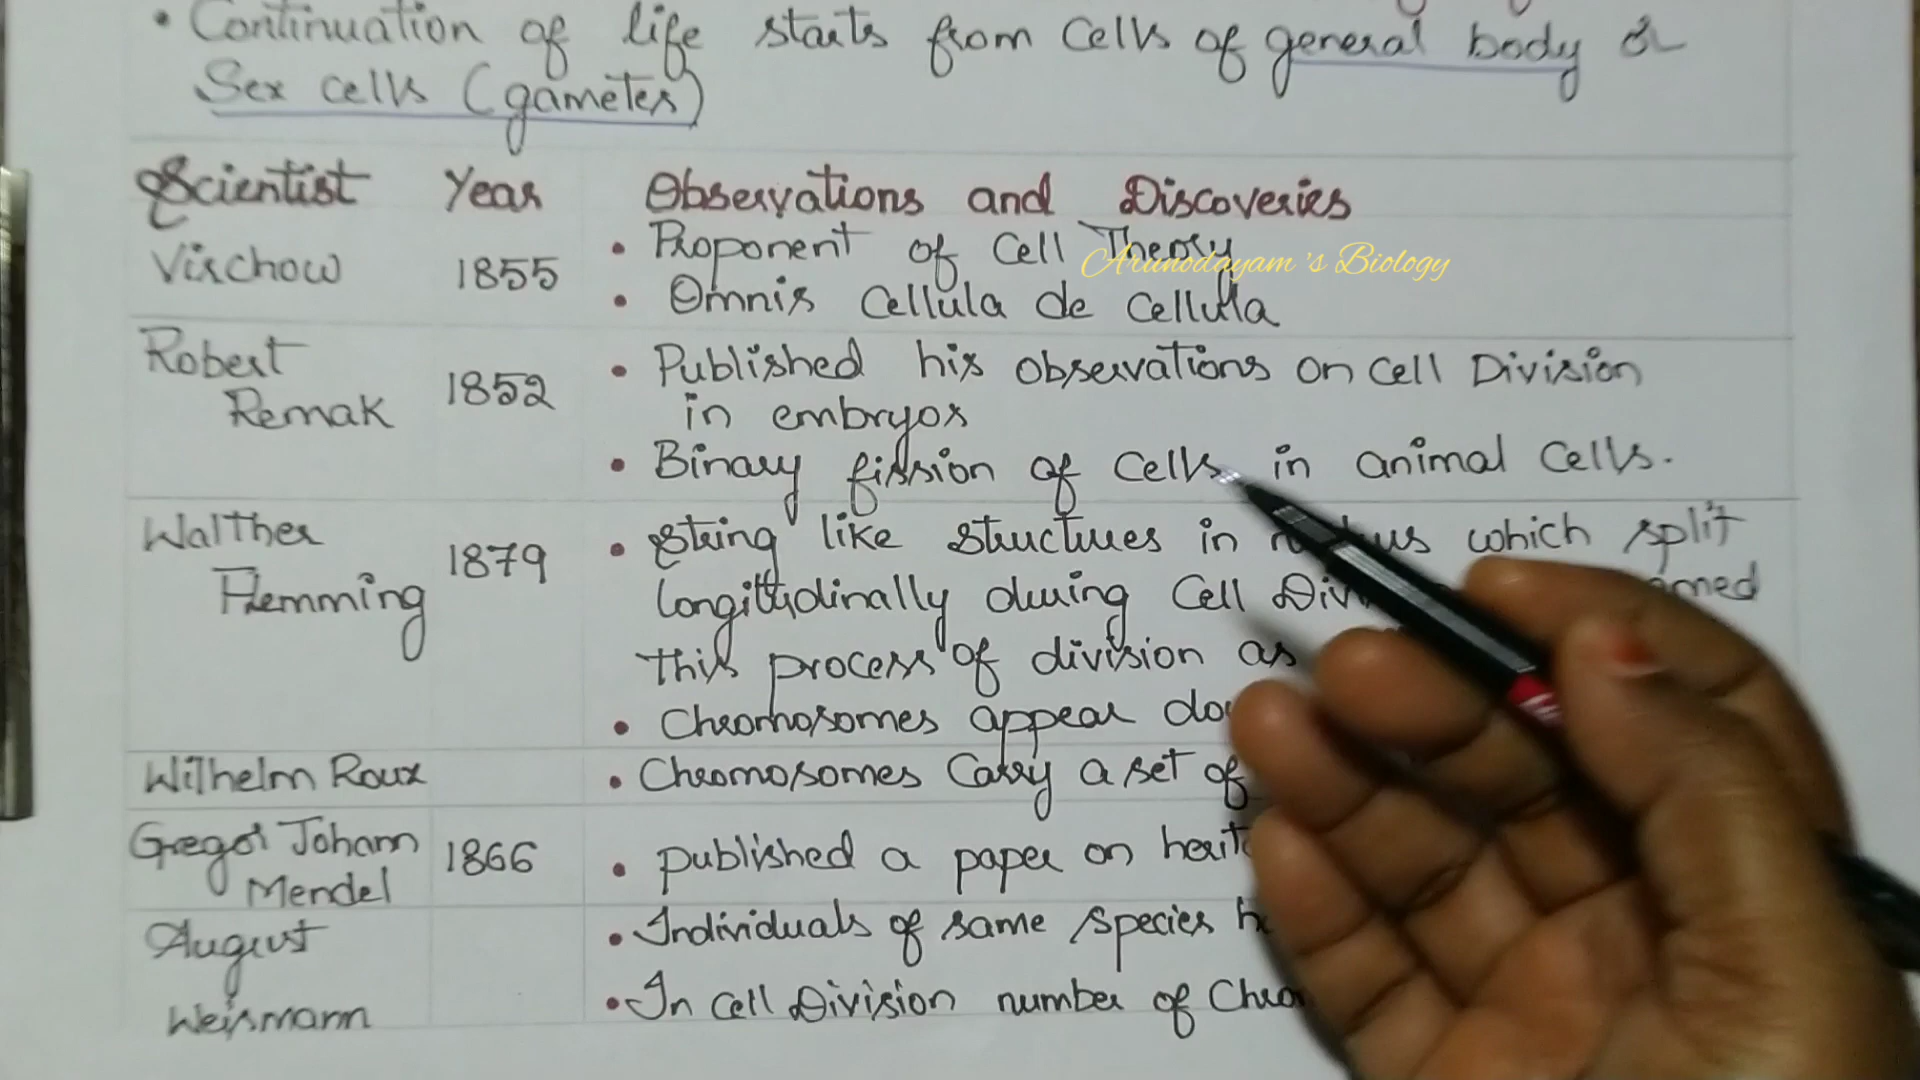 • Continuation of life starts from cells of general body or
Sex cells (gametes)
Scientist Year Observations and Discoveries
Virchow 1855 • Proponent of Cell Theory
Arunodayam's Biology
• Omnis Cellula de Cellula
Robert Remak 1852 • Published his observations on cell Division
in embryos
• Binary fission of cells in animal cells.
Walther Flemming 1879 • String like structures in which split
longitudinally during Cell
this process of division as
• Chromosomes appear
Wilhelm Roux • Chromosomes Carry a set of
Gregor Johann Mendel 1866 • published a paper on
August Weismann • Individuals of same species
• In cell Division number of